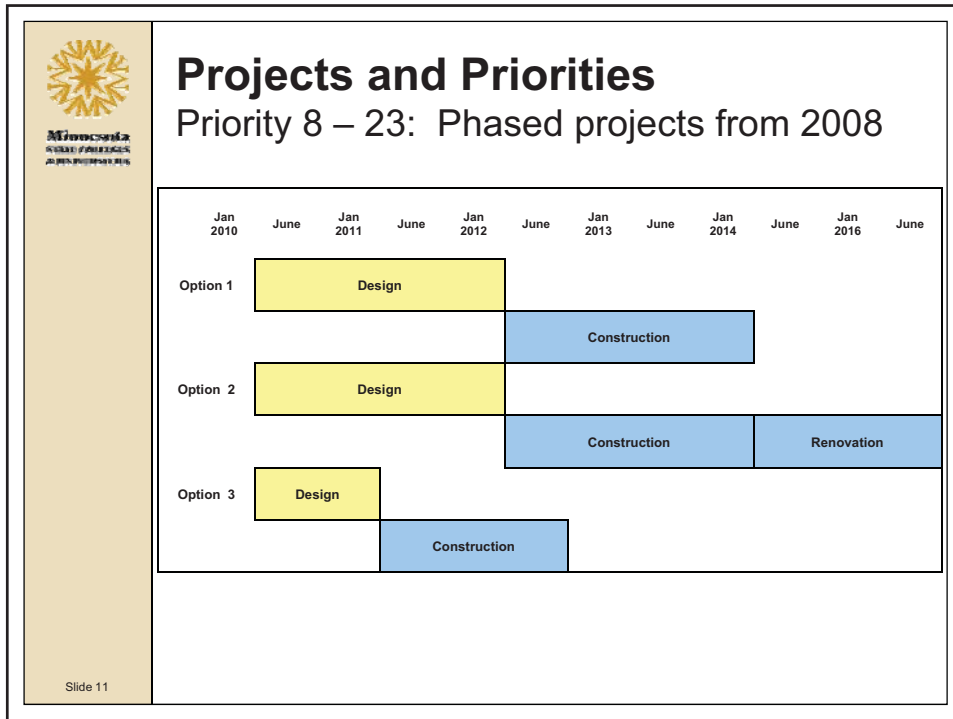 Minnesota
Projects and Priorities
Priority 8 – 23:  Phased projects from 2008
Jan 2010
June
Jan 2011
June
Jan 2012
June
Jan 2013
June
Jan 2014
June
Jan 2016
June
Option 1
Design
Construction
Option  2
Design
Construction
Renovation
Option  3
Design
Construction
Slide 11